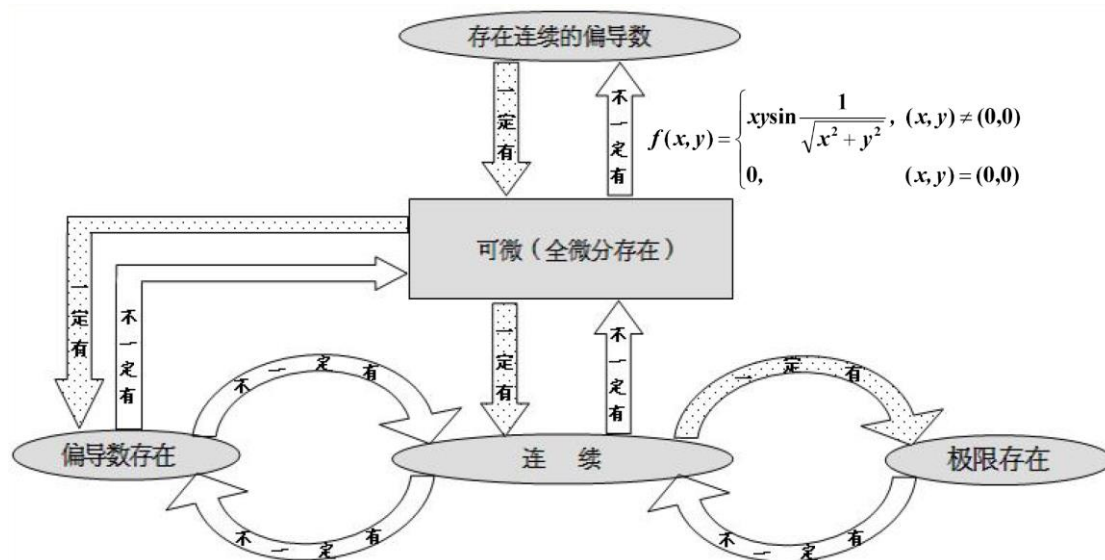 存在连续的偏导数
一定有
不一定有
f(x,y)={xysin 1/√(x²+y²), (x,y)≠(0,0)
0, (x,y)=(0,0)
可微(全微分存在)
一定有
不一定有
一定有
不一定有
不一定有
一定有
偏导数存在
连 续
极限存在
不一定有
不一定有